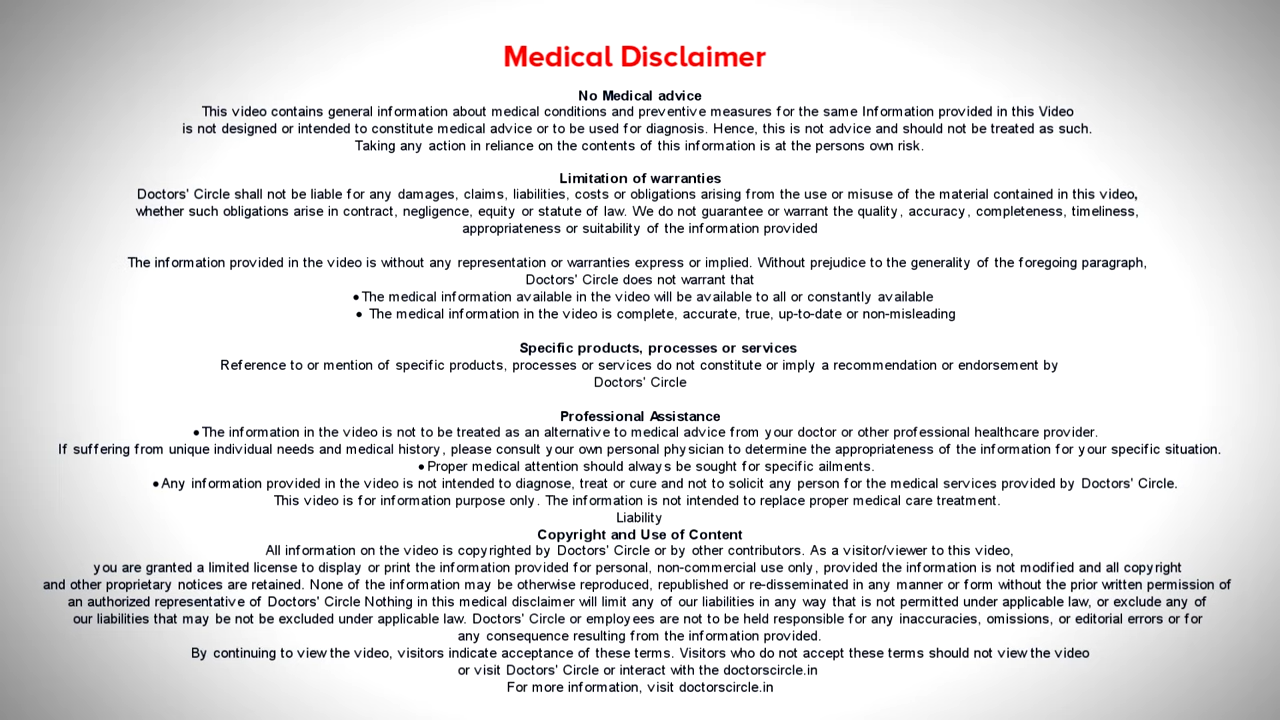 Medical Disclaimer
No Medical advice
This video contains general information about medical conditions and preventive measures for the same Information provided in this Video
is not designed or intended to constitute medical advice or to be used for diagnosis. Hence, this is not advice and should not be treated as such.
Taking any action in reliance on the contents of this information is at the persons own risk.
Limitation of warranties
Doctors' Circle shall not be liable for any damages, claims, liabilities, costs or obligations arising from the use or misuse of the material contained in this video,
whether such obligations arise in contract, negligence, equity or statute of law. We do not guarantee or warrant the quality, accuracy, completeness, timeliness,
appropriateness or suitability of the information provided
The information provided in the video is without any representation or warranties express or implied. Without prejudice to the generality of the foregoing paragraph,
Doctors' Circle does not warrant that
• The medical information available in the video will be available to all or constantly available
• The medical information in the video is complete, accurate, true, up-to-date or non-misleading
Specific products, processes or services
Reference to or mention of specific products, processes or services do not constitute or imply a recommendation or endorsement by
Doctors' Circle
Professional Assistance
• The information in the video is not to be treated as an alternative to medical advice from your doctor or other professional healthcare provider.
If suffering from unique individual needs and medical history, please consult your own personal physician to determine the appropriateness of the information for your specific situation.
• Proper medical attention should always be sought for specific ailments.
• Any information provided in the video is not intended to diagnose, treat or cure and not to solicit any person for the medical services provided by Doctors' Circle.
This video is for information purpose only. The information is not intended to replace proper medical care treatment.
Liability
Copyright and Use of Content
All information on the video is copyrighted by Doctors' Circle or by other contributors. As a visitor/viewer to this video,
you are granted a limited license to display or print the information provided for personal, non-commercial use only, provided the information is not modified and all copyright
and other proprietary notices are retained. None of the information may be otherwise reproduced, republished or re-disseminated in any manner or form without the prior written permission of
an authorized representative of Doctors' Circle Nothing in this medical disclaimer will limit any of our liabilities in any way that is not permitted under applicable law, or exclude any of
our liabilities that may be not be excluded under applicable law. Doctors' Circle or employees are not to be held responsible for any inaccuracies, omissions, or editorial errors or for
any consequence resulting from the information provided.
By continuing to view the video, visitors indicate acceptance of these terms. Visitors who do not accept these terms should not view the video
or visit Doctors' Circle or interact with the doctorscircle.in
For more information, visit doctorscircle.in